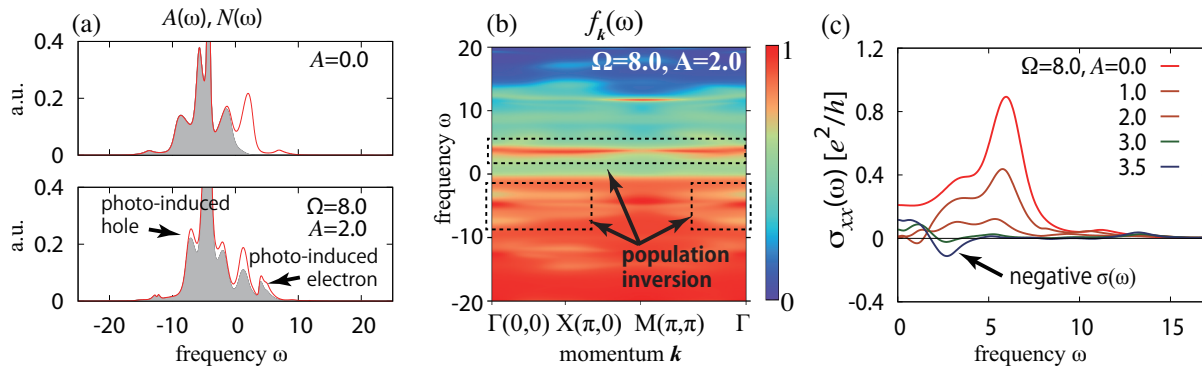 (a)
A(ω), N(ω)
0.4
A=0.0
a.u.
0.2
0
0.4
Ω=8.0
A=2.0
photo-induced
hole
a.u.
0.2
photo-induced
electron
0
-20
-10
0
10
20
frequency ω
(b)
f_k(ω)
20
Ω=8.0, A=2.0
1
10
frequency ω
0
-10
population
inversion
-20
0
Γ(0,0)
X(π,0)
M(π,π)
Γ
momentum k
(c)
1.2
Ω=8.0, A=0.0
1.0
2.0
3.0
3.5
0.8
σ_xx(ω) [e²/h]
0.4
0
negative σ(ω)
-0.4
0
5
10
15
frequency ω